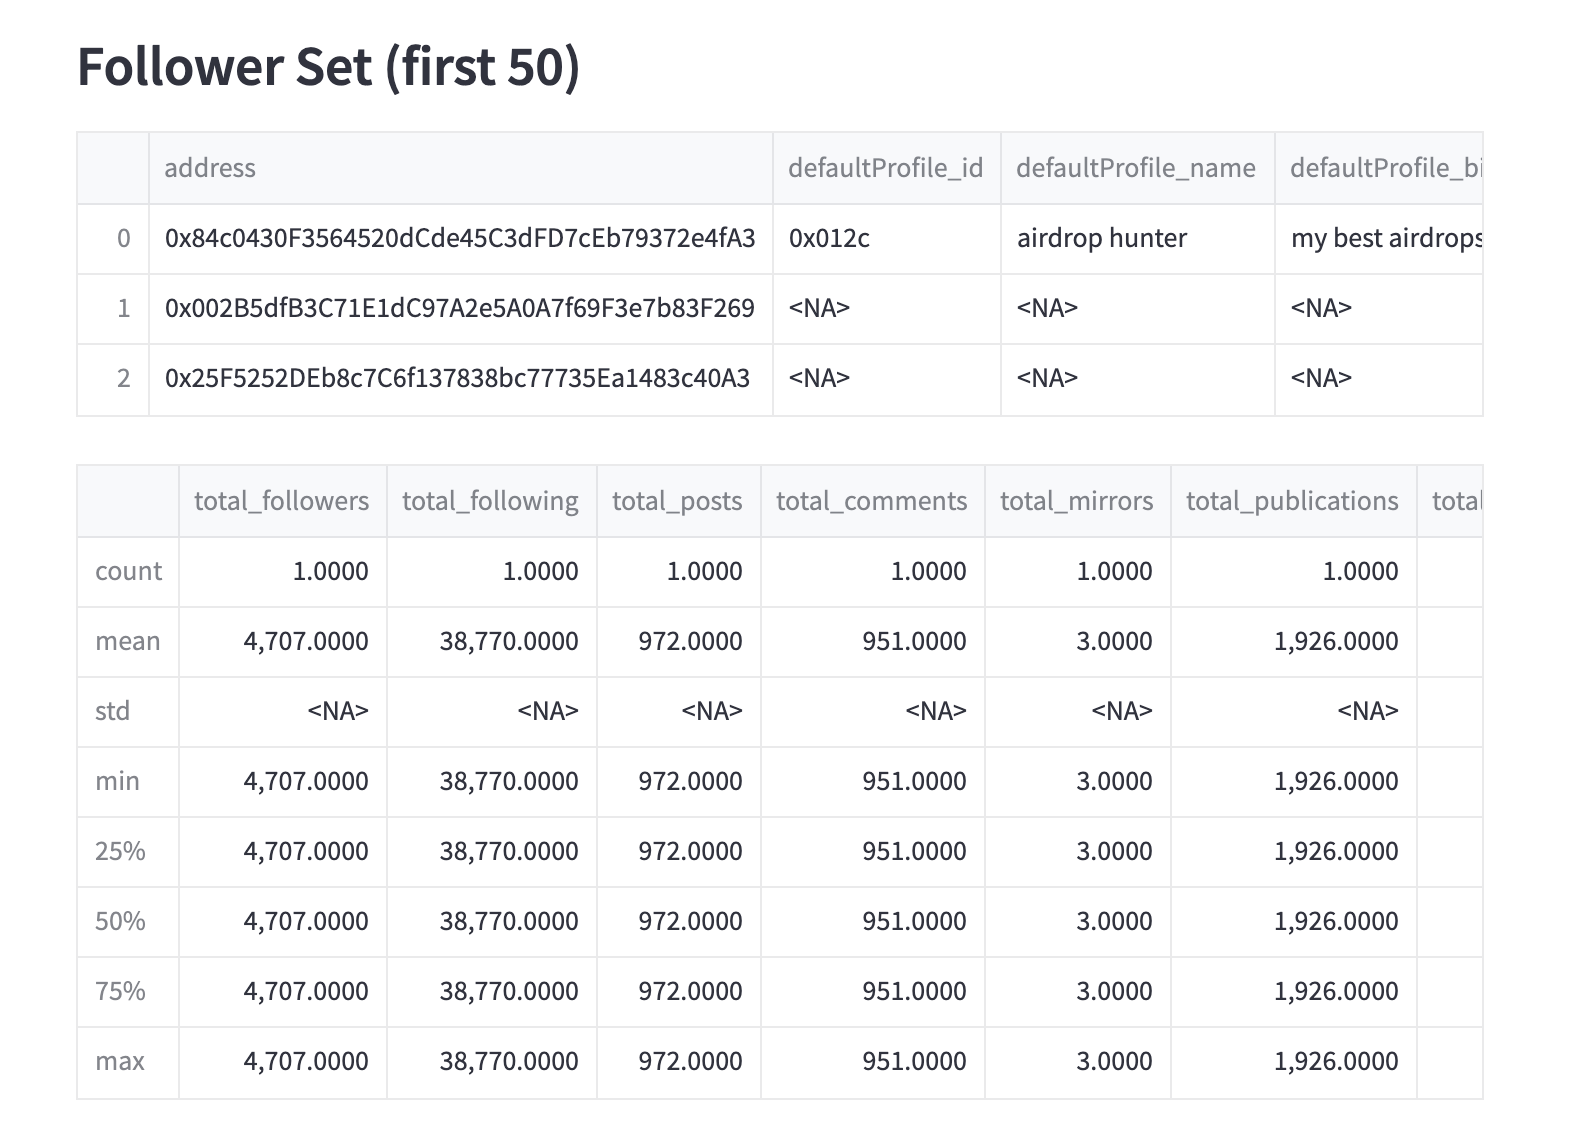 Follower Set (first 50)
address defaultProfile_id defaultProfile_name defaultProfile_bi
0 0x84c0430F3564520dCde45C3dFD7cEb79372e4fA3 0x012c airdrop hunter my best airdrops
1 0x002B5dfB3C71E1dC97A2e5A0A7f69F3e7b83F269 <NA> <NA> <NA>
2 0x25F5252DEb8c7C6f137838bc77735Ea1483c40A3 <NA> <NA> <NA>
total_followers total_following total_posts total_comments total_mirrors total_publications total
count 1.0000 1.0000 1.0000 1.0000 1.0000 1.0000
mean 4,707.0000 38,770.0000 972.0000 951.0000 3.0000 1,926.0000
std <NA> <NA> <NA> <NA> <NA> <NA>
min 4,707.0000 38,770.0000 972.0000 951.0000 3.0000 1,926.0000
25% 4,707.0000 38,770.0000 972.0000 951.0000 3.0000 1,926.0000
50% 4,707.0000 38,770.0000 972.0000 951.0000 3.0000 1,926.0000
75% 4,707.0000 38,770.0000 972.0000 951.0000 3.0000 1,926.0000
max 4,707.0000 38,770.0000 972.0000 951.0000 3.0000 1,926.0000